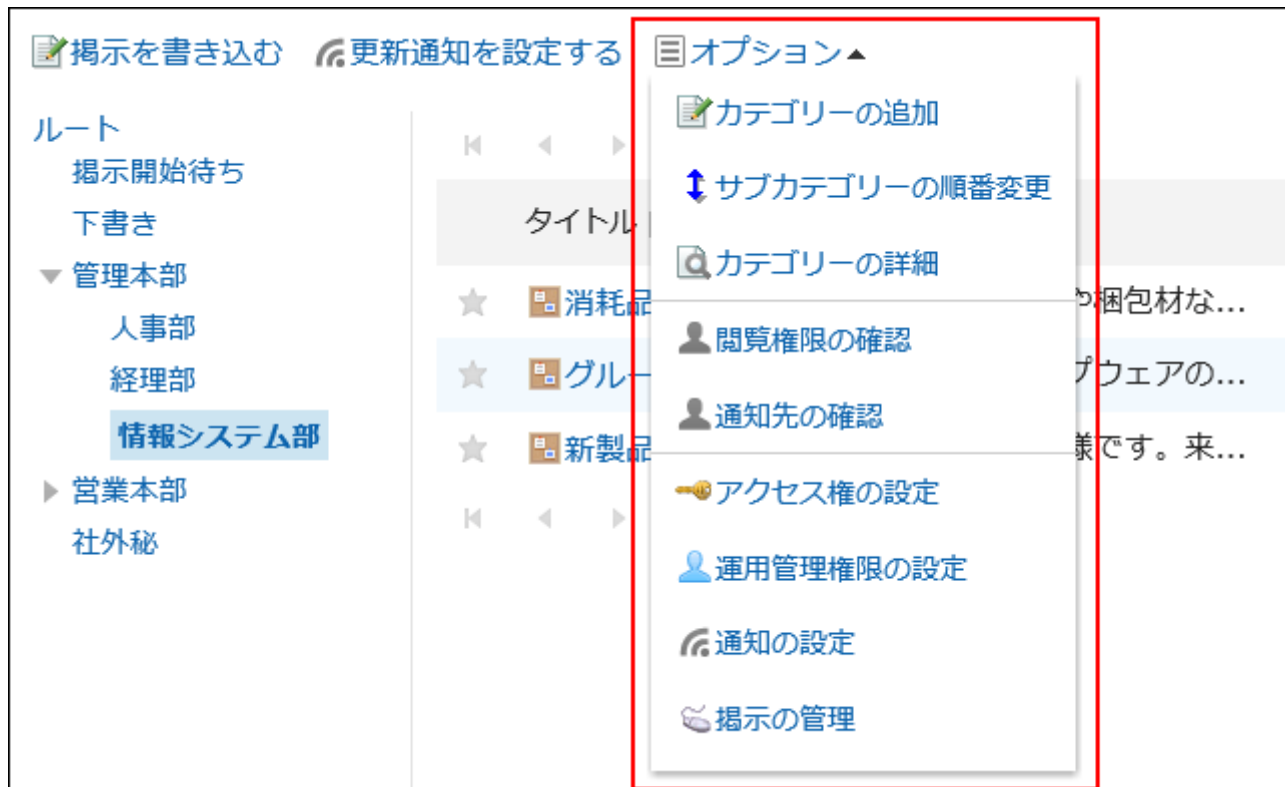 掲示を書き込む 更新通知を設定する オプション▲
ルート
掲示開始待ち
下書き
管理本部
人事部
経理部
情報システム部
営業本部
社外秘
タイトル
消耗品
や梱包材な...
グルー
プウェアの...
新製品
様です。来...
カテゴリーの追加
サブカテゴリーの順番変更
カテゴリーの詳細
閲覧権限の確認
通知先の確認
アクセス権の設定
運用管理権限の設定
通知の設定
掲示の管理